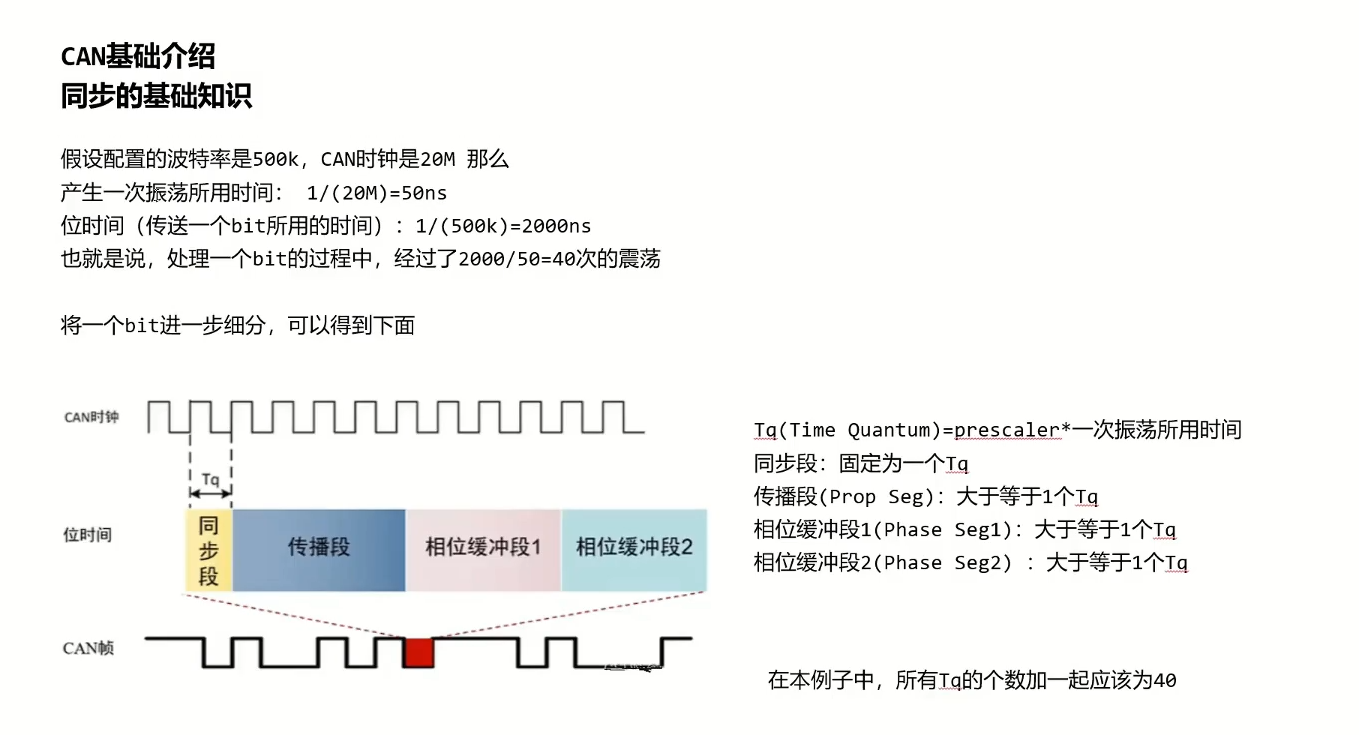 CAN基础介绍
同步的基础知识
假设配置的波特率是500k，CAN时钟是20M 那么
产生一次振荡所用时间： 1/(20M)=50ns
位时间（传送一个bit所用的时间）：1/(500k)=2000ns
也就是说，处理一个bit的过程中，经过了2000/50=40次的震荡
将一个bit进一步细分，可以得到下面
CAN时钟
Tq
位时间
同步段
传播段
相位缓冲段1
相位缓冲段2
CAN帧
Tq(Time Quantum)=prescaler*一次振荡所用时间
同步段：固定为一个Tq
传播段(Prop Seg)：大于等于1个Tq
相位缓冲段1(Phase Seg1)：大于等于1个Tq
相位缓冲段2(Phase Seg2) ：大于等于1个Tq
在本例子中，所有Tq的个数加一起应该为40